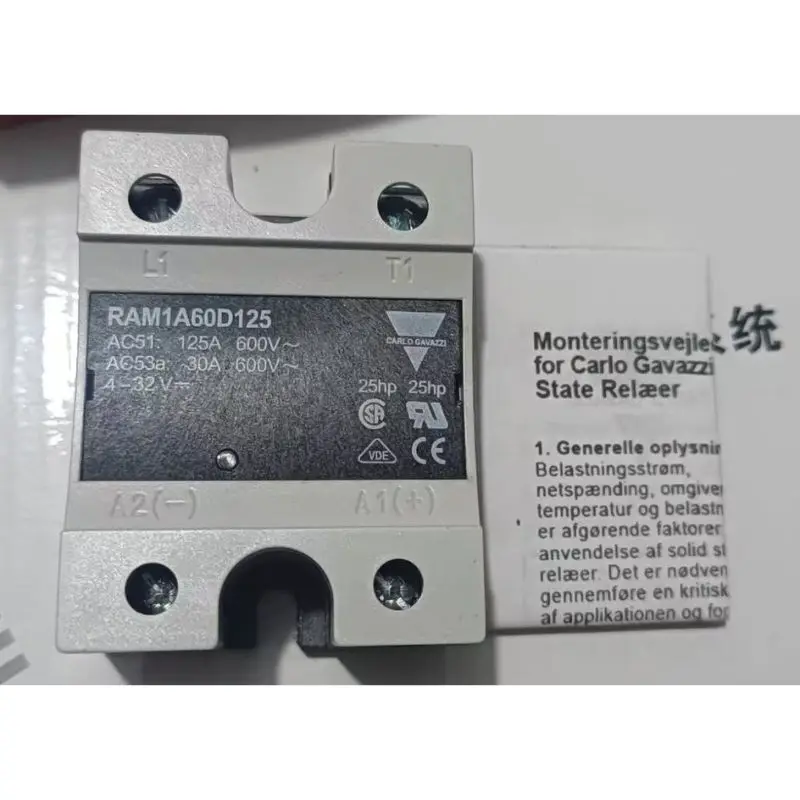 L1 T1
RAM1A60D125
AC51: 125A 600V~
AC53a: 30A 600V~
4-32V⎓
CARLO GAVAZZI
25hp 25hp
SA
VDE CE
A2(-) A1(+)
Monteringsvejle
for Carlo Gavazzi
State Relæer
统
1. Generelle oplysnin
Belastningsstrøm,
netspænding, omgive
temperatur og belastn
er afgørende faktorer
anvendelse af solid st
relæer. Det er nødven
gennemføre en kritisk
af applikationen og for